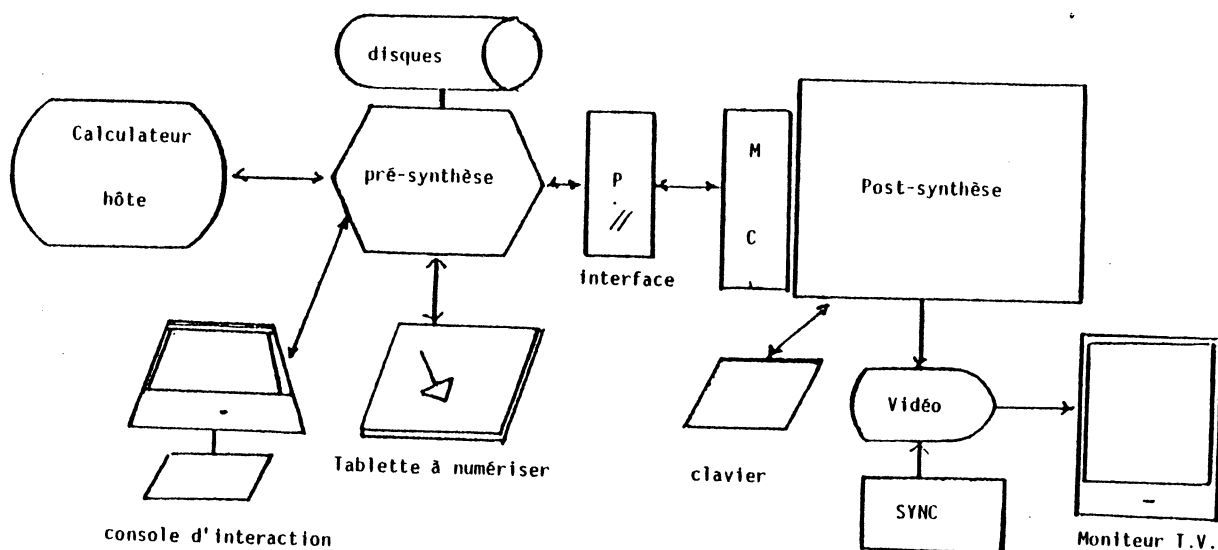 disques
Calculateur
hôte
pré-synthèse
P.
//
interface
M
C
Post-synthèse
Tablette à numériser
console d'interaction
clavier
Vidéo
SYNC
Moniteur T.V.